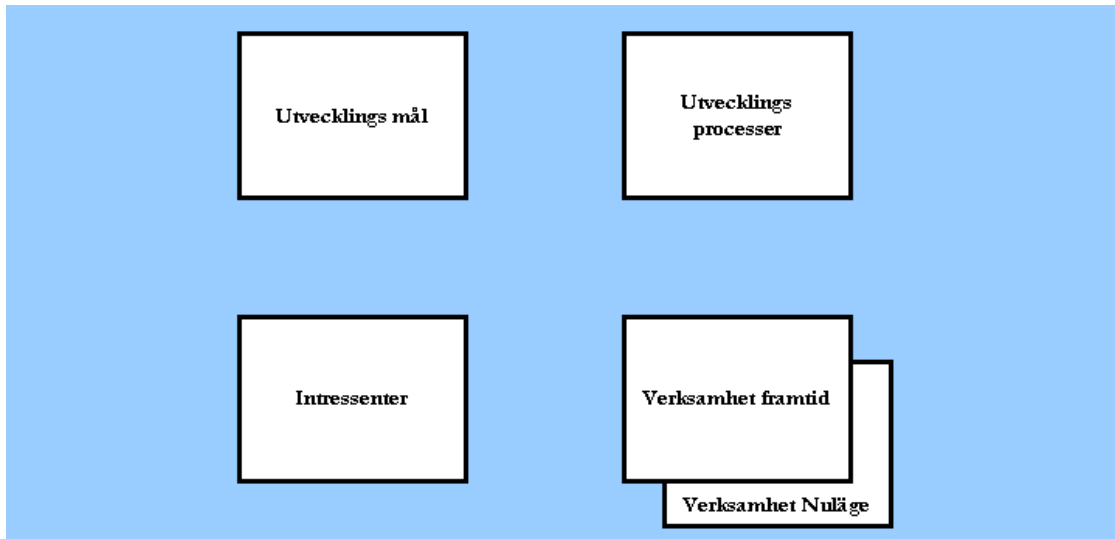 Utvecklings mål
Utvecklings
processer
Intressenter
Verksamhet framtid
Verksamhet Nuläge